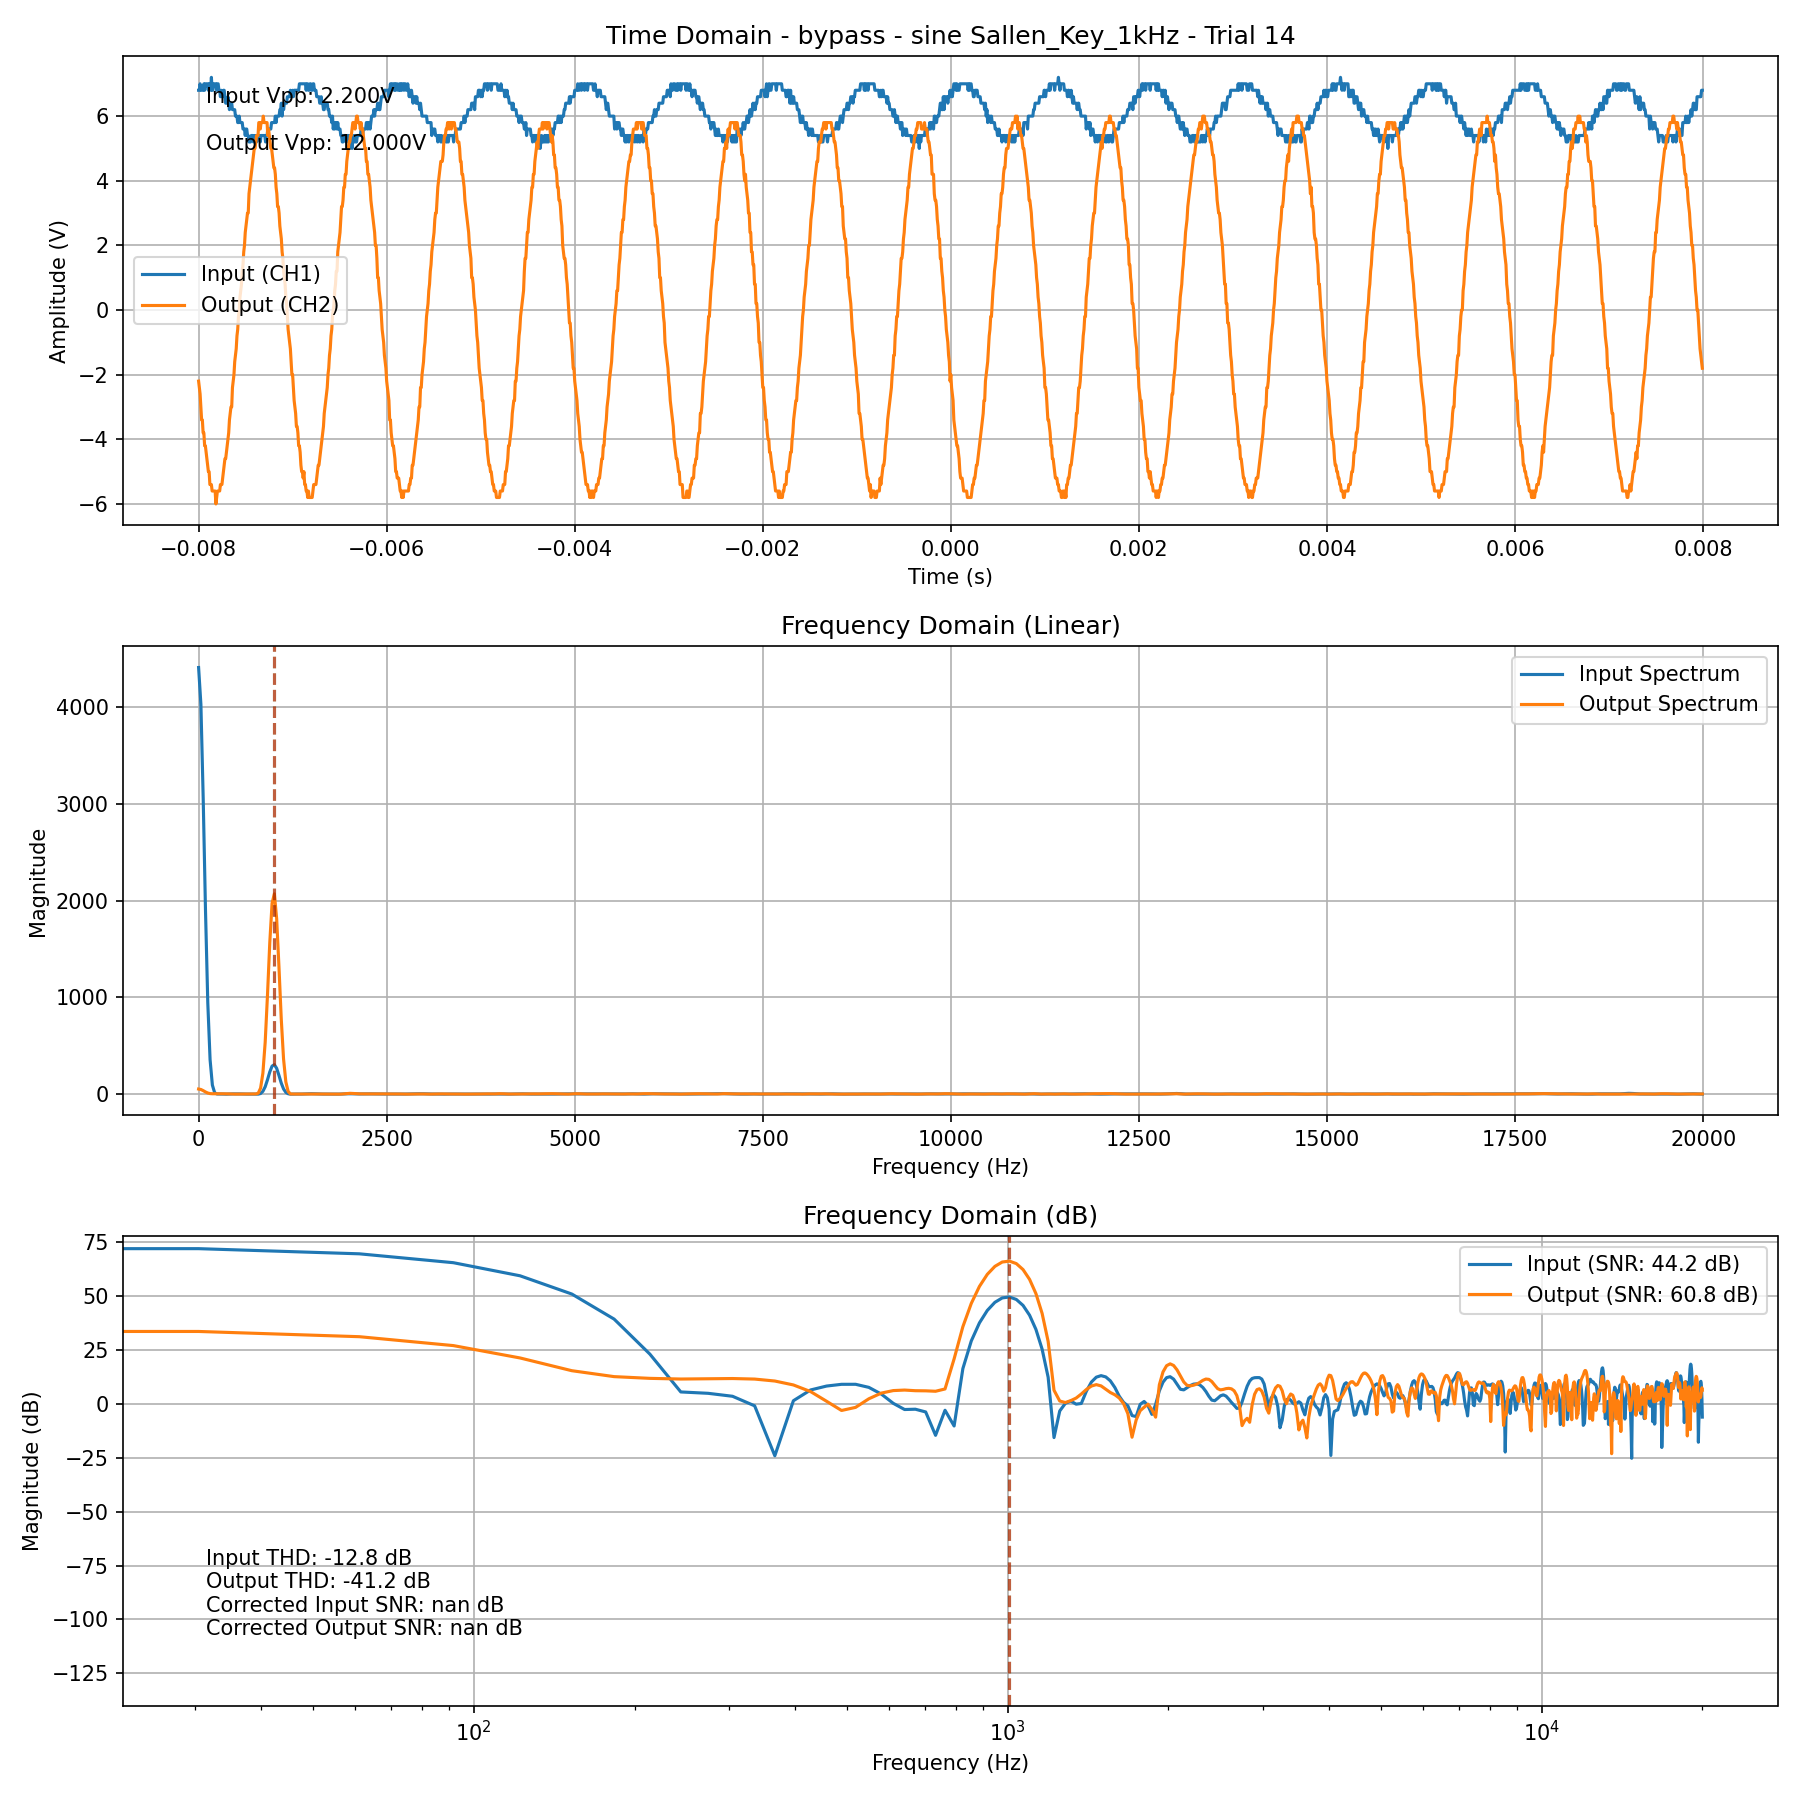 Time Domain - bypass - sine Sallen_Key_1kHz - Trial 14
Input Vpp: 2.200V
Output Vpp: 12.000V
Input (CH1)
Output (CH2)
Amplitude (V)
6
4
2
0
−2
−4
−6
−0.008 −0.006 −0.004 −0.002 0.000 0.002 0.004 0.006 0.008
Time (s)
Frequency Domain (Linear)
Input Spectrum
Output Spectrum
Magnitude
4000
3000
2000
1000
0
0 2500 5000 7500 10000 12500 15000 17500 20000
Frequency (Hz)
Frequency Domain (dB)
Input (SNR: 44.2 dB)
Output (SNR: 60.8 dB)
Magnitude (dB)
75
50
25
0
−25
−50
−75
−100
−125
Input THD: -12.8 dB
Output THD: -41.2 dB
Corrected Input SNR: nan dB
Corrected Output SNR: nan dB
10² 10³ 10⁴
Frequency (Hz)